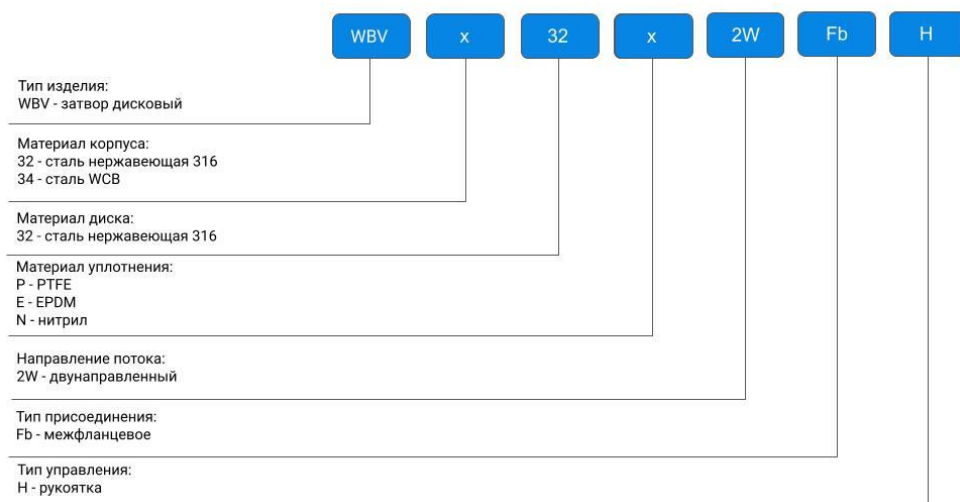 WBV x 32 x 2W Fb H
Тип изделия:
WBV - затвор дисковый
Материал корпуса:
32 - сталь нержавеющая 316
34 - сталь WCB
Материал диска:
32 - сталь нержавеющая 316
Материал уплотнения:
P - PTFE
E - EPDM
N - нитрил
Направление потока:
2W - двунаправленный
Тип присоединения:
Fb - межфланцевое
Тип управления:
H - рукоятка